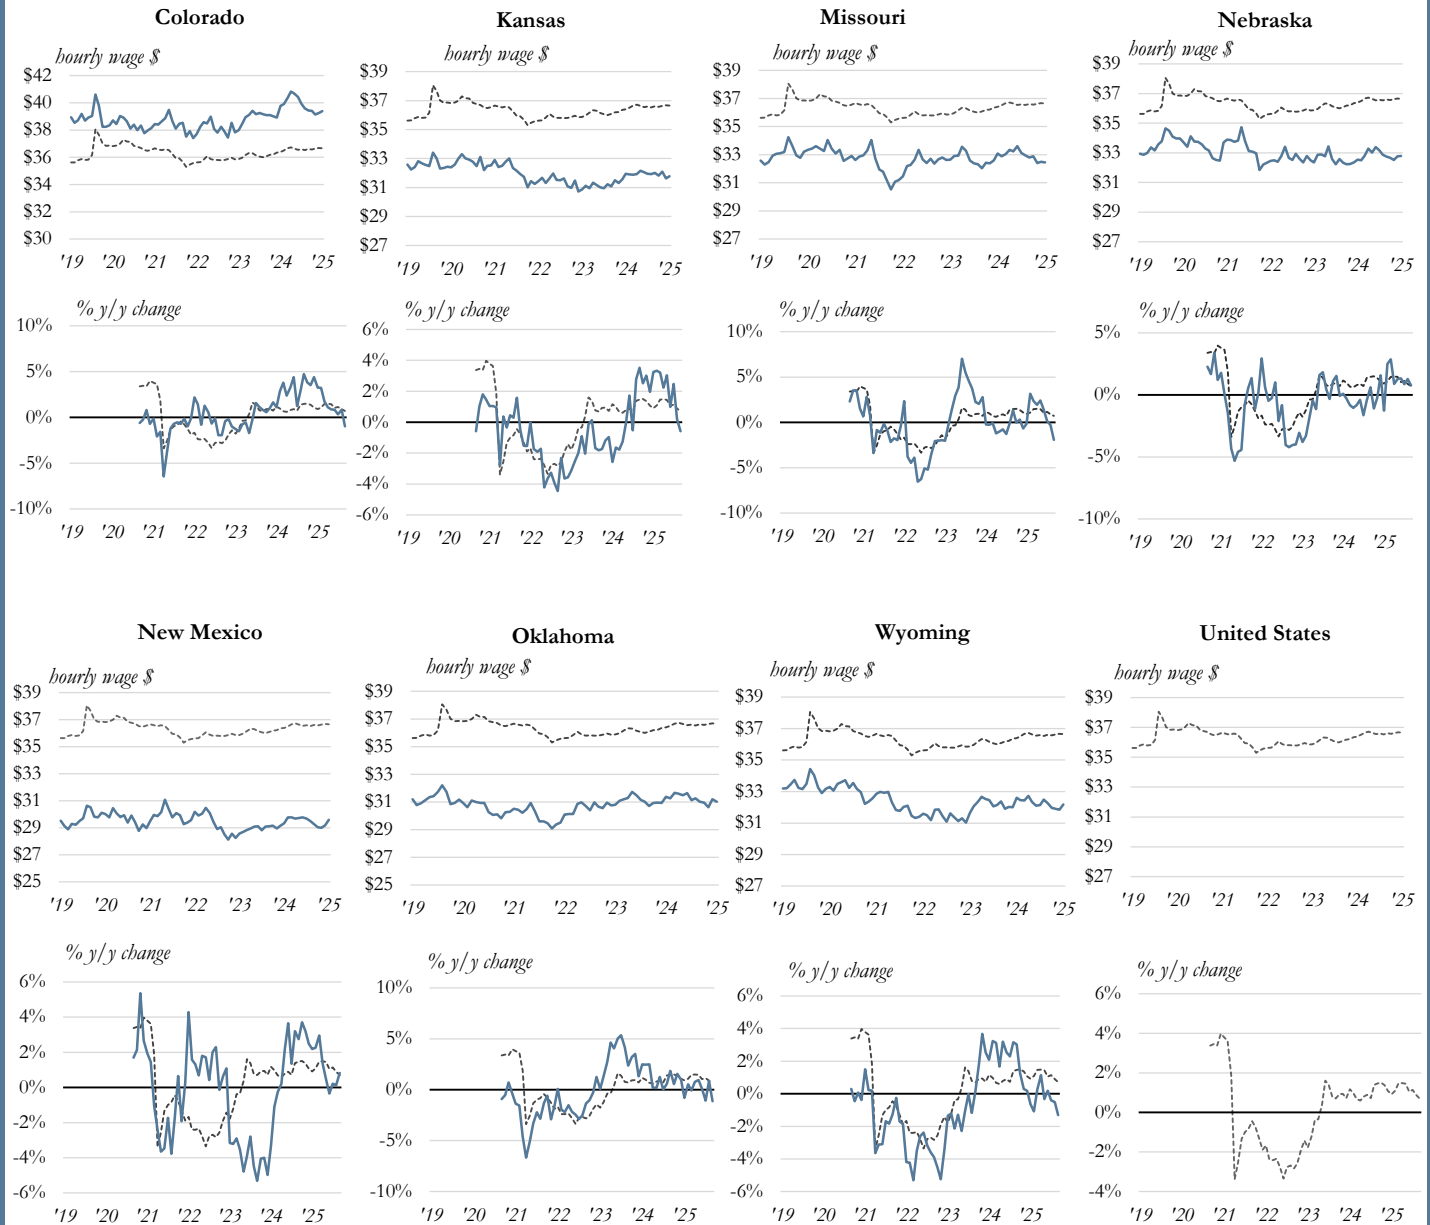 Colorado
Kansas
Missouri
Nebraska
hourly wage $
$42
$40
$38
$36
$34
$32
$30
'19 '20 '21 '22 '23 '24 '25
hourly wage $
$39
$37
$35
$33
$31
$29
$27
'19 '20 '21 '22 '23 '24 '25
hourly wage $
$39
$37
$35
$33
$31
$29
$27
'19 '20 '21 '22 '23 '24 '25
hourly wage $
$39
$37
$35
$33
$31
$29
$27
'19 '20 '21 '22 '23 '24 '25
% y/y change
10%
5%
0%
-5%
-10%
'19 '20 '21 '22 '23 '24 '25
% y/y change
6%
4%
2%
0%
-2%
-4%
-6%
'19 '20 '21 '22 '23 '24 '25
% y/y change
10%
5%
0%
-5%
-10%
'19 '20 '21 '22 '23 '24 '25
% y/y change
5%
0%
-5%
-10%
'19 '20 '21 '22 '23 '24 '25
New Mexico
Oklahoma
Wyoming
United States
hourly wage $
$39
$37
$35
$33
$31
$29
$27
$25
'19 '20 '21 '22 '23 '24 '25
hourly wage $
$39
$37
$35
$33
$31
$29
$27
$25
'19 '20 '21 '22 '23 '24 '25
hourly wage $
$39
$37
$35
$33
$31
$29
$27
'19 '20 '21 '22 '23 '24 '25
hourly wage $
$39
$37
$35
$33
$31
$29
$27
'19 '20 '21 '22 '23 '24 '25
% y/y change
6%
4%
2%
0%
-2%
-4%
-6%
'19 '20 '21 '22 '23 '24 '25
% y/y change
10%
5%
0%
-5%
-10%
'19 '20 '21 '22 '23 '24 '25
% y/y change
6%
4%
2%
0%
-2%
-4%
-6%
'19 '20 '21 '22 '23 '24 '25
% y/y change
6%
4%
2%
0%
-2%
-4%
'19 '20 '21 '22 '23 '24 '25